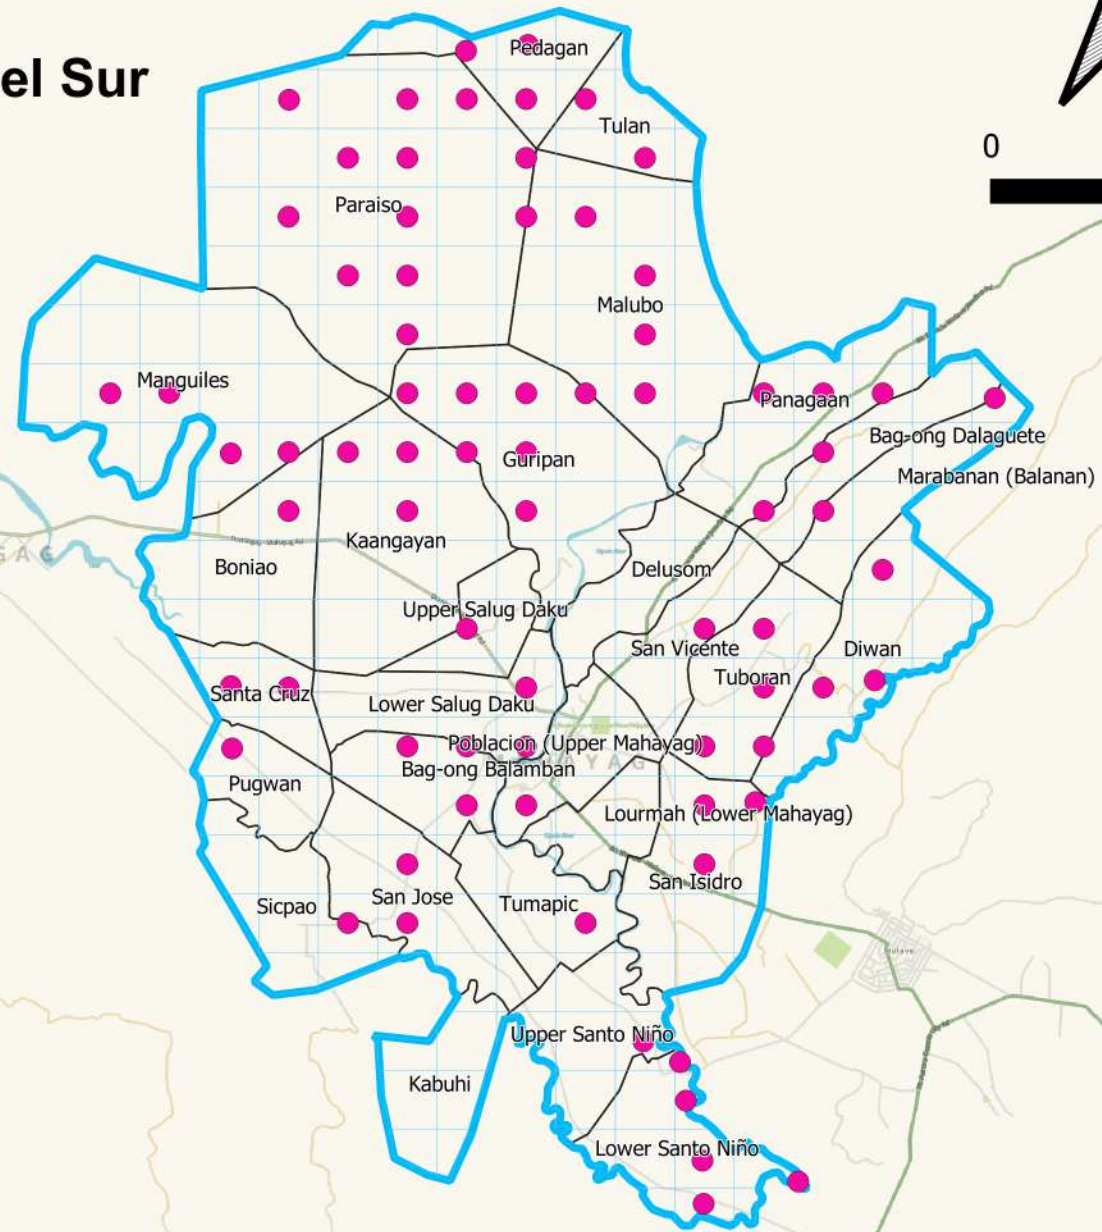 el Sur
0
Pedagan
Tulan
Paraiso
Malubo
Manguiles
Panagaan
Bag-ong Dalaguete
Guripan
Marabanan (Balanan)
Kaangayan
Boniao
Delusom
Upper Salug Daku
San Vicente
Diwan
Tuboran
Santa Cruz
Lower Salug Daku
Poblacion (Upper Mahayag)
Bag-ong Balamban
Pugwan
Lourmah (Lower Mahayag)
San Isidro
San Jose
Tumapic
Sicpao
Upper Santo Niño
Kabuhi
Lower Santo Niño